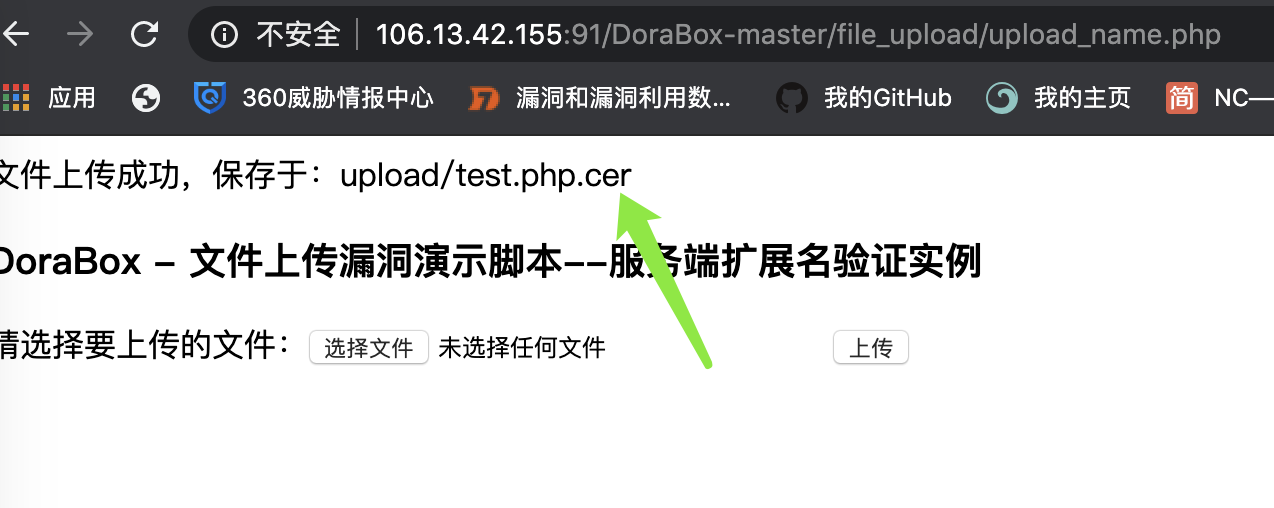 不安全 106.13.42.155:91/DoraBox-master/file_upload/upload_name.php
应用 360威胁情报中心 漏洞和漏洞利用数... 我的GitHub 我的主页 简 NC—
文件上传成功，保存于：upload/test.php.cer
DoraBox - 文件上传漏洞演示脚本--服务端扩展名验证实例
请选择要上传的文件： 选择文件 未选择任何文件 上传